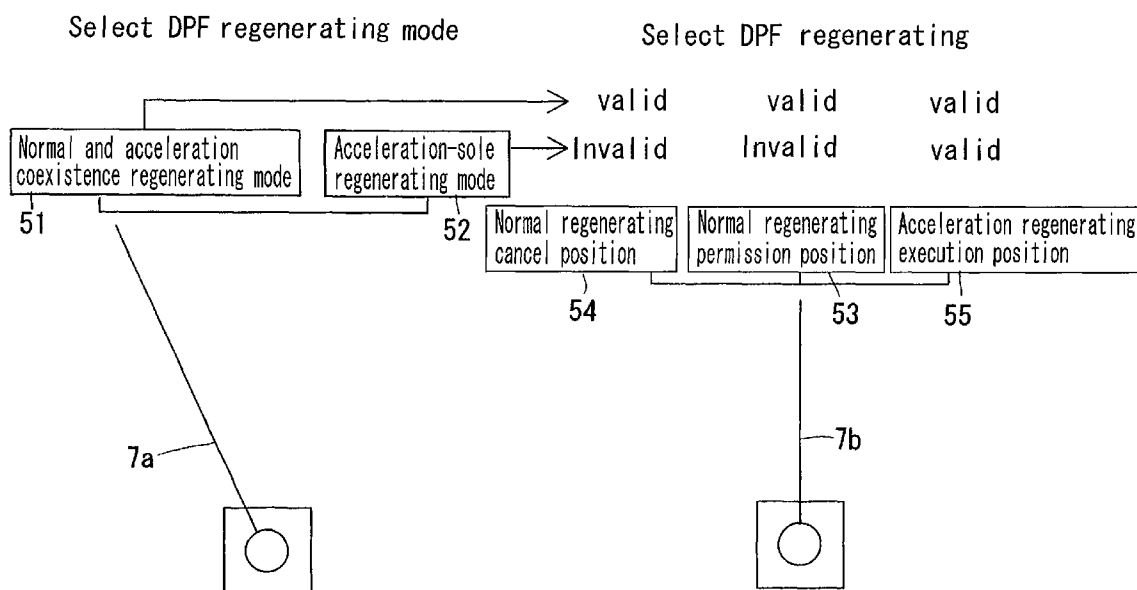 Select DPF regenerating mode
Select DPF regenerating
valid valid valid
Normal and acceleration
coexistence regenerating mode
Acceleration-sole
regenerating mode
Invalid Invalid valid
51
52
Normal regenerating
cancel position
Normal regenerating
permission position
Acceleration regenerating
execution position
54
53
55
7a
7b